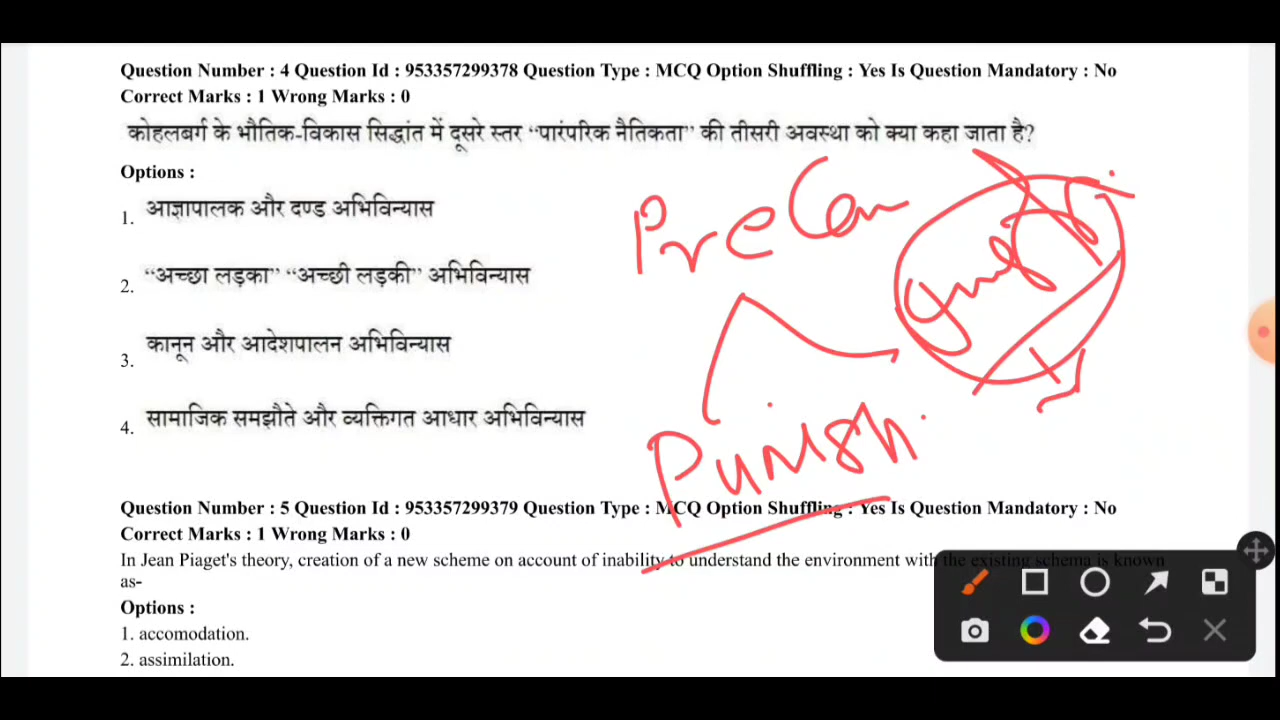 Question Number : 4 Question Id : 953357299378 Question Type : MCQ Option Shuffling : Yes Is Question Mandatory : No
Correct Marks : 1 Wrong Marks : 0
कोहलबर्ग के भौतिक-विकास सिद्धांत में दूसरे स्तर “पारंपरिक नैतिकता” की तीसरी अवस्था को क्या कहा जाता है?
Options :
1. आज्ञापालक और दण्ड अभिविन्यास
2. “अच्छा लड़का” “अच्छी लड़की” अभिविन्यास
3. कानून और आदेशपालन अभिविन्यास
4. सामाजिक समझौते और व्यक्तिगत आधार अभिविन्यास
PreCon
Punish
Question Number : 5 Question Id : 953357299379 Question Type : MCQ Option Shuffling : Yes Is Question Mandatory : No
Correct Marks : 1 Wrong Marks : 0
In Jean Piaget's theory, creation of a new scheme on account of inability to understand the environment with the existing schema is known
as-
Options :
1. accomodation.
2. assimilation.